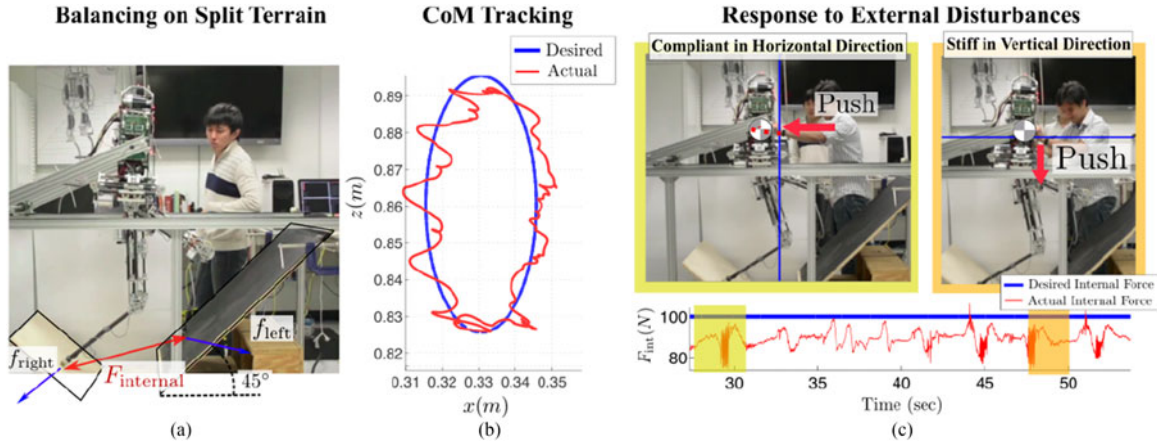 Balancing on Split Terrain
CoM Tracking
Response to External Disturbances
f_right
F_internal
f_left
45°
(a)
Desired
Actual
0.89
0.88
0.87
0.86
0.85
0.84
0.83
0.82
z(m)
0.31 0.32 0.33 0.34 0.35
x(m)
(b)
Compliant in Horizontal Direction
Stiff in Vertical Direction
Push
Push
Desired Internal Force
Actual Internal Force
F_int(N)
100
80
30 35 40 45 50
Time (sec)
(c)